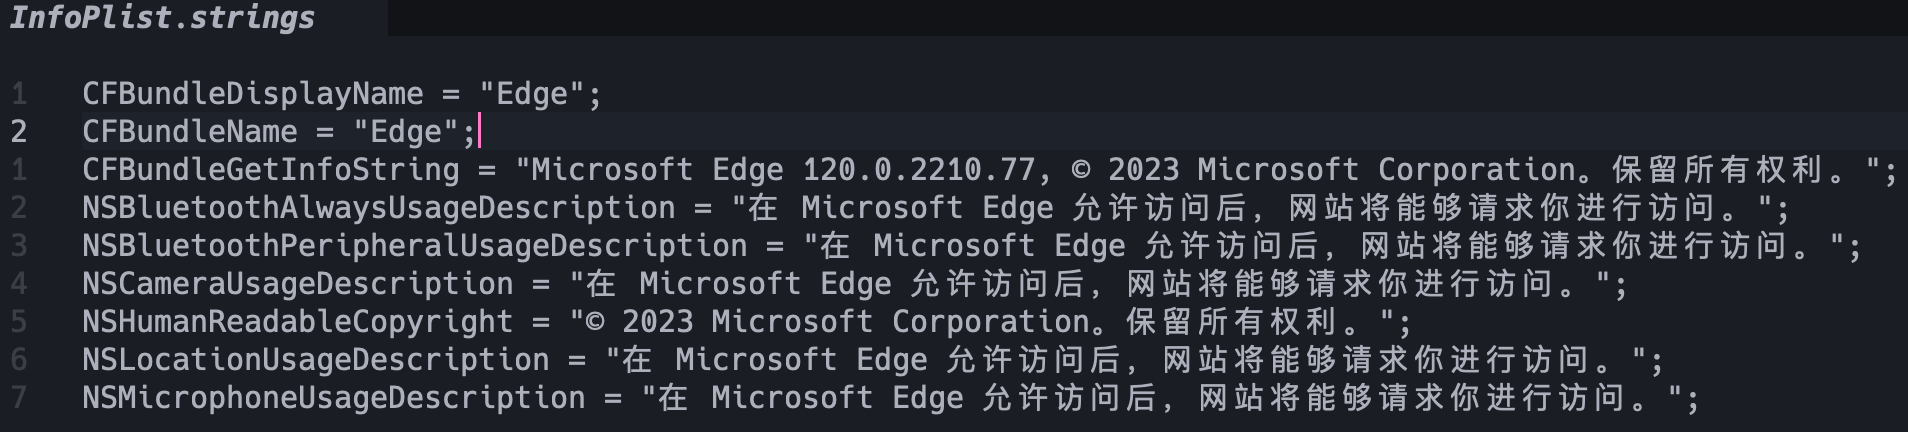 InfoPlist.strings
1 CFBundleDisplayName = "Edge";
2 CFBundleName = "Edge";
1 CFBundleGetInfoString = "Microsoft Edge 120.0.2210.77, © 2023 Microsoft Corporation。保留所有权利。";
2 NSBluetoothAlwaysUsageDescription = "在 Microsoft Edge 允许访问后，网站将能够请求你进行访问。";
3 NSBluetoothPeripheralUsageDescription = "在 Microsoft Edge 允许访问后，网站将能够请求你进行访问。";
4 NSCameraUsageDescription = "在 Microsoft Edge 允许访问后，网站将能够请求你进行访问。";
5 NSHumanReadableCopyright = "© 2023 Microsoft Corporation。保留所有权利。";
6 NSLocationUsageDescription = "在 Microsoft Edge 允许访问后，网站将能够请求你进行访问。";
7 NSMicrophoneUsageDescription = "在 Microsoft Edge 允许访问后，网站将能够请求你进行访问。";